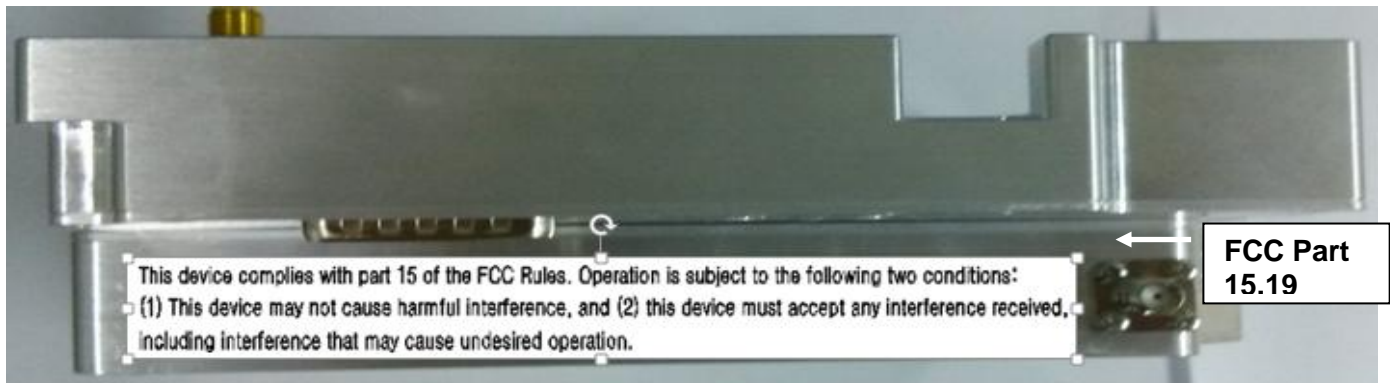 This device complies with part 15 of the FCC Rules. Operation is subject to the following two conditions:
(1) This device may not cause harmful interference, and (2) this device must accept any interference received,
including interference that may cause undesired operation.
FCC Part
15.19